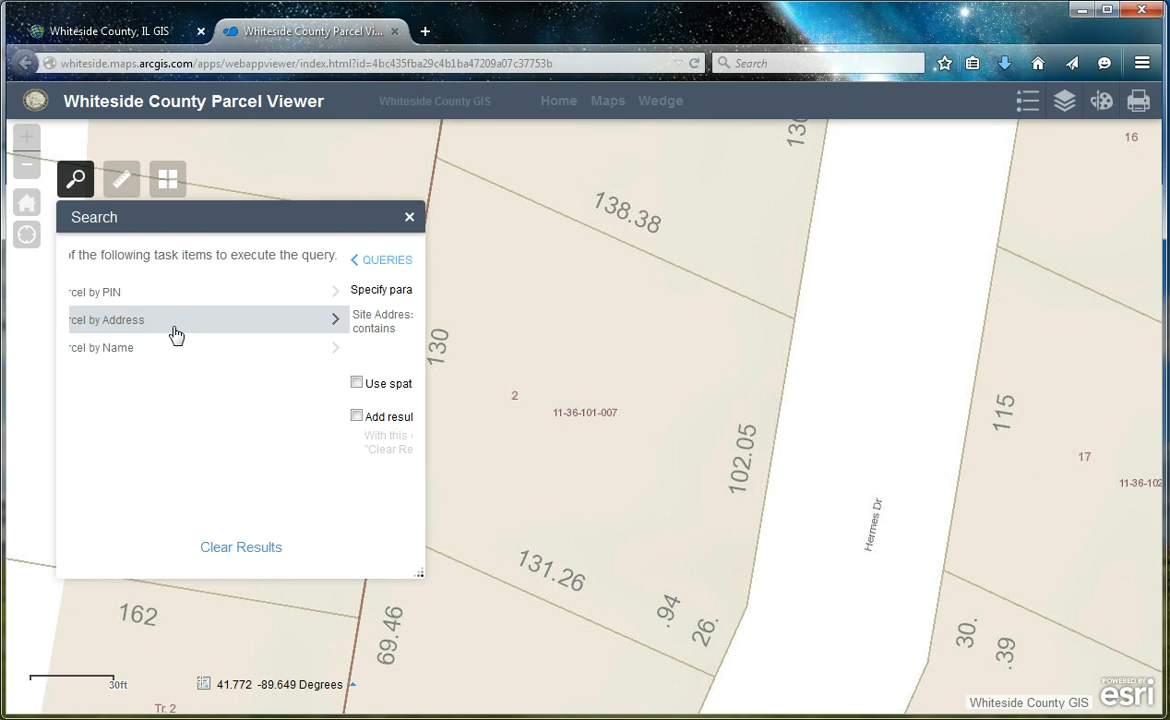 Whiteside County, IL GIS
Whiteside County Parcel Vi...
whiteside.maps.arcgis.com/apps/webappviewer/index.html?id=4bc435fba29c4b1ba47209a07c37753b
Search
Whiteside County Parcel Viewer
Whiteside County GIS
Home Maps Wedge
Search
of the following task items to execute the query.
QUERIES
rcel by PIN
Specify para
rcel by Address
Site Address
contains
rcel by Name
Use spat
Add resul
With this
"Clear Re
Clear Results
130
16
138.38
130
2
11-36-101-007
102.05
115
17
11-36-102
Hermes Dr
131.26
.94
26.
162
69.46
30.
.39
30ft
41.772 -89.649 Degrees
Tr. 2
Whiteside County GIS
POWERED BY
esri